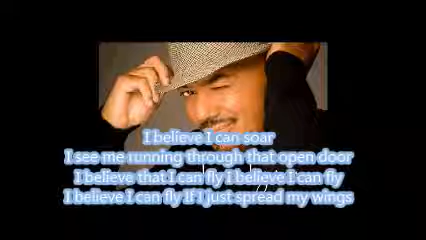 I believe I can soar
I see me running through that open door
I believe that I can fly I believe I can fly
I believe I can fly If I just spread my wings